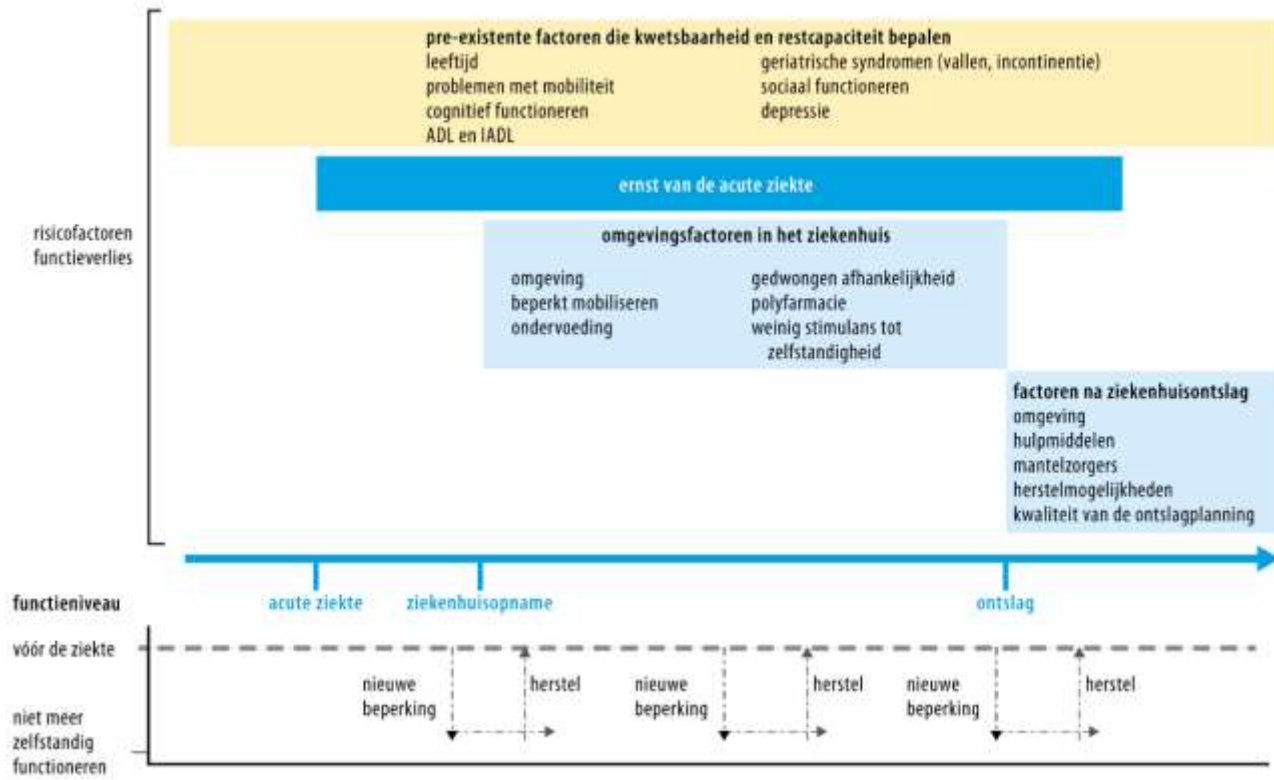 pre-existente factoren die kwetsbaarheid en restcapaciteit bepalen
leeftijd
problemen met mobiliteit
cognitief functioneren
ADL en IADL
geriatrische syndromen (vallen, incontinentie)
sociaal functioneren
depressie
ernst van de acute ziekte
risicofactoren
functieverlies
omgevingsfactoren in het ziekenhuis
omgeving
beperkt mobiliseren
ondervoeding
gedwongen afhankelijkheid
polyfarmacie
weinig stimulans tot
zelfstandigheid
factoren na ziekenhuisontslag
omgeving
hulpmiddelen
mantelzorgers
herstelmogelijkheden
kwaliteit van de ontslagplanning
acute ziekte
ziekenhuisopname
ontslag
functieniveau
vóór de ziekte
nieuwe
beperking
herstel
nieuwe
beperking
herstel
nieuwe
beperking
herstel
niet meer
zelfstandig
functioneren